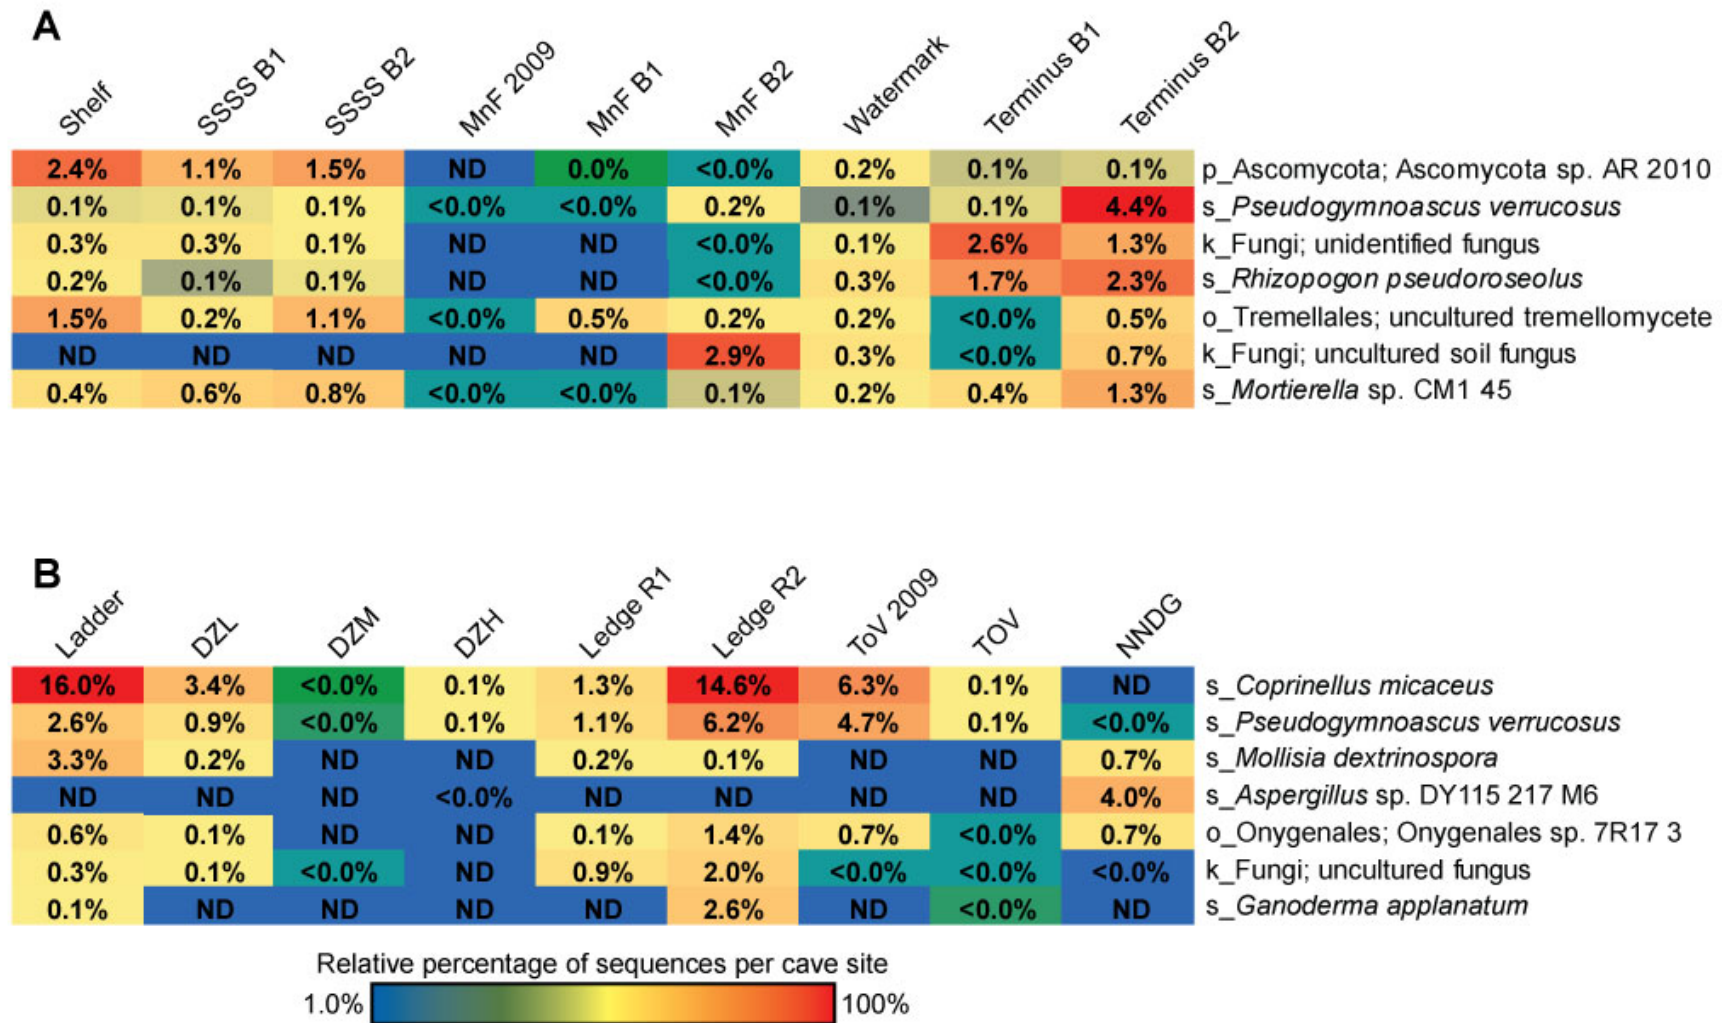 A
Shelf SSSS B1 SSSS B2 MnF 2009 MnF B1 MnF B2 Watermark Terminus B1 Terminus B2
2.4% 1.1% 1.5% ND 0.0% <0.0% 0.2% 0.1% 0.1% p_Ascomycota; Ascomycota sp. AR 2010
0.1% 0.1% 0.1% <0.0% <0.0% 0.2% 0.1% 0.1% 4.4% s_Pseudogymnoascus verrucosus
0.3% 0.3% 0.1% ND ND <0.0% 0.1% 2.6% 1.3% k_Fungi; unidentified fungus
0.2% 0.1% 0.1% ND ND <0.0% 0.3% 1.7% 2.3% s_Rhizopogon pseudoroseolus
1.5% 0.2% 1.1% <0.0% 0.5% 0.2% 0.2% <0.0% 0.5% o_Tremellales; uncultured tremellomycete
ND ND ND ND ND 2.9% 0.3% <0.0% 0.7% k_Fungi; uncultured soil fungus
0.4% 0.6% 0.8% <0.0% <0.0% 0.1% 0.2% 0.4% 1.3% s_Mortierella sp. CM1 45
B
Ladder DZL DZM DZH Ledge R1 Ledge R2 ToV 2009 TOV NNDG
16.0% 3.4% <0.0% 0.1% 1.3% 14.6% 6.3% 0.1% ND s_Coprinellus micaceus
2.6% 0.9% <0.0% 0.1% 1.1% 6.2% 4.7% 0.1% <0.0% s_Pseudogymnoascus verrucosus
3.3% 0.2% ND ND 0.2% 0.1% ND ND 0.7% s_Mollisia dextrinospora
ND ND ND <0.0% ND ND ND ND 4.0% s_Aspergillus sp. DY115 217 M6
0.6% 0.1% ND ND 0.1% 1.4% 0.7% <0.0% 0.7% o_Onygenales; Onygenales sp. 7R17 3
0.3% 0.1% <0.0% ND 0.9% 2.0% <0.0% <0.0% <0.0% k_Fungi; uncultured fungus
0.1% ND ND ND ND 2.6% ND <0.0% ND s_Ganoderma applanatum
Relative percentage of sequences per cave site
1.0% 100%